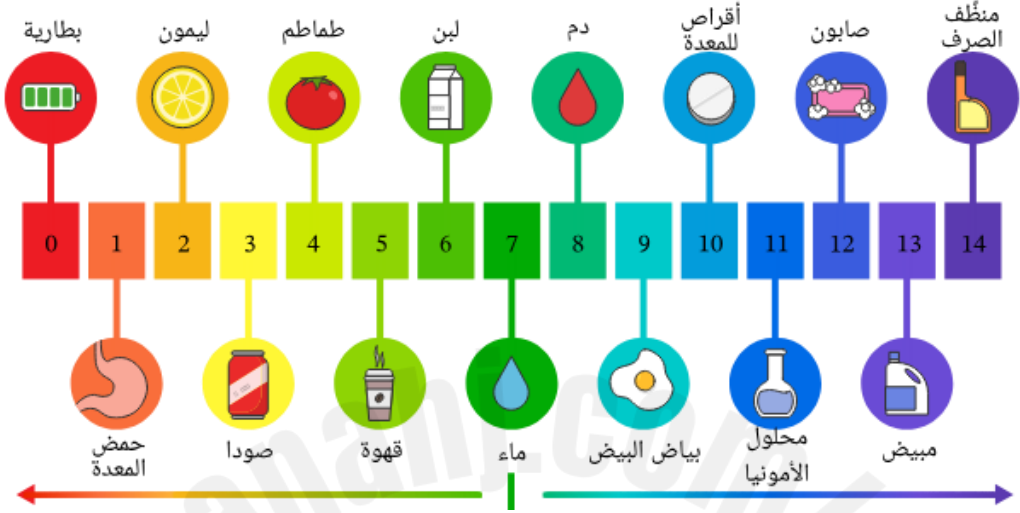 بطارية
ليمون
طماطم
لبن
دم
أقراص
للمعدة
صابون
منظّف
الصرف
0 1 2 3 4 5 6 7 8 9 10 11 12 13 14
حمض
المعدة
صودا
قهوة
ماء
بياض البيض
محلول
الأمونيا
مبيض